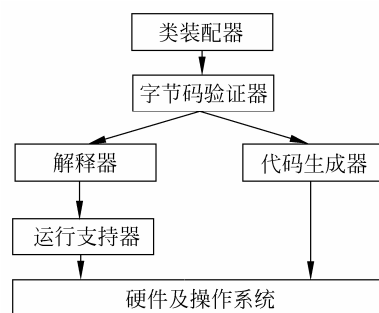 类装配器
字节码验证器
解释器
代码生成器
运行支持器
硬件及操作系统